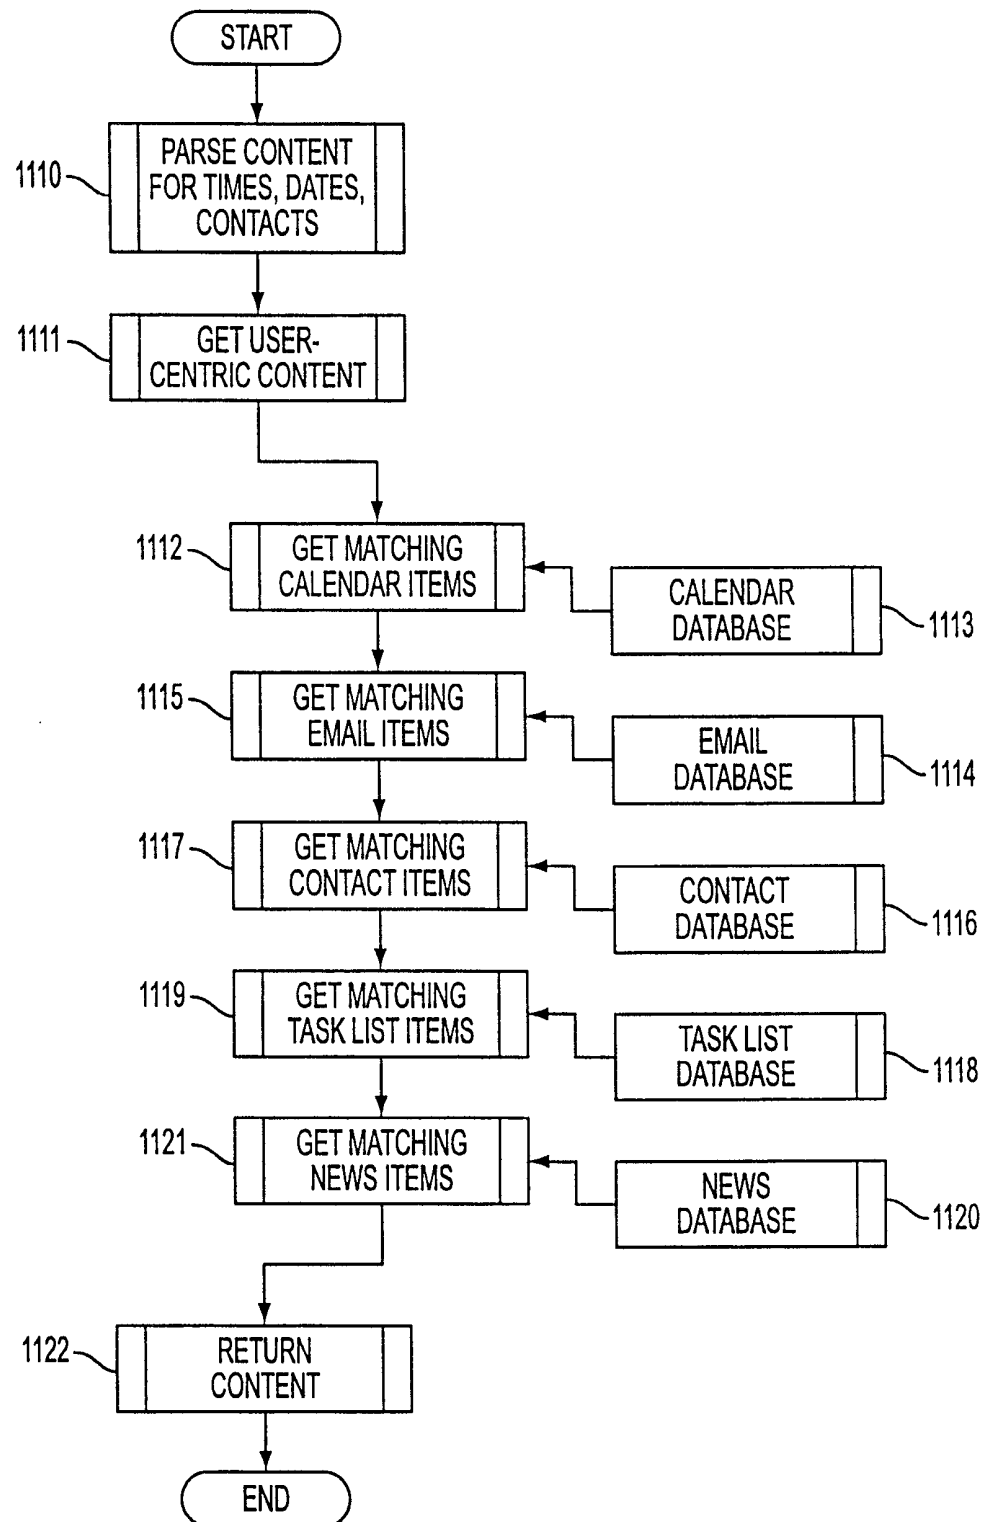 START
1110
PARSE CONTENT
FOR TIMES, DATES,
CONTACTS
1111
GET USER-
CENTRIC CONTENT
1112
GET MATCHING
CALENDAR ITEMS
CALENDAR
DATABASE
1113
1115
GET MATCHING
EMAIL ITEMS
EMAIL
DATABASE
1114
1117
GET MATCHING
CONTACT ITEMS
CONTACT
DATABASE
1116
1119
GET MATCHING
TASK LIST ITEMS
TASK LIST
DATABASE
1118
1121
GET MATCHING
NEWS ITEMS
NEWS
DATABASE
1120
1122
RETURN
CONTENT
END